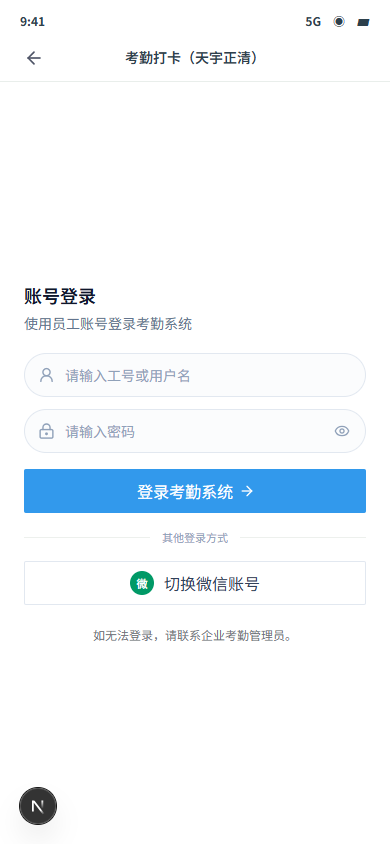 9:41
5G
考勤打卡（天宇正清）
账号登录
使用员工账号登录考勤系统
请输入工号或用户名
请输入密码
登录考勤系统
其他登录方式
微 切换微信账号
如无法登录，请联系企业考勤管理员。
N